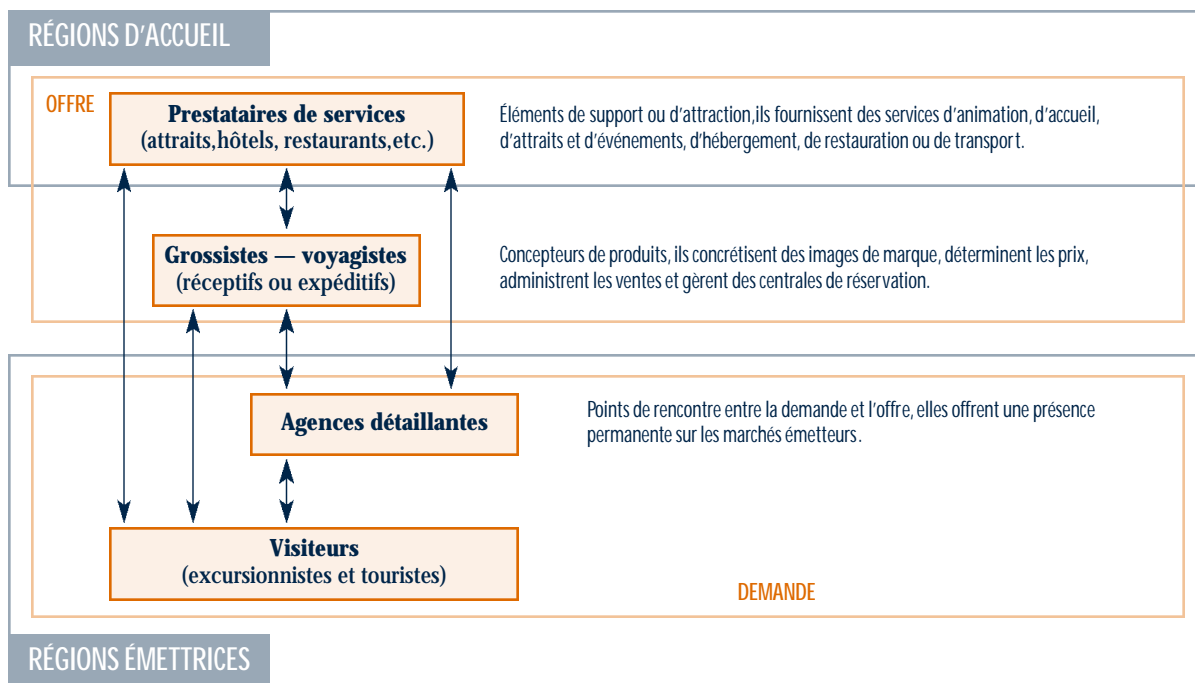 RÉGIONS D'ACCUEIL
OFFRE
Prestataires de services
(attraits,hôtels, restaurants,etc.)
Éléments de support ou d'attraction,ils fournissent des services d'animation, d'accueil,
d'attraits et d'événements, d'hébergement, de restauration ou de transport.
Grossistes — voyagistes
(réceptifs ou expéditifs)
Concepteurs de produits, ils concrétisent des images de marque, déterminent les prix,
administrent les ventes et gèrent des centrales de réservation.
Agences détaillantes
Points de rencontre entre la demande et l'offre, elles offrent une présence
permanente sur les marchés émetteurs.
Visiteurs
(excursionnistes et touristes)
DEMANDE
RÉGIONS ÉMETTRICES